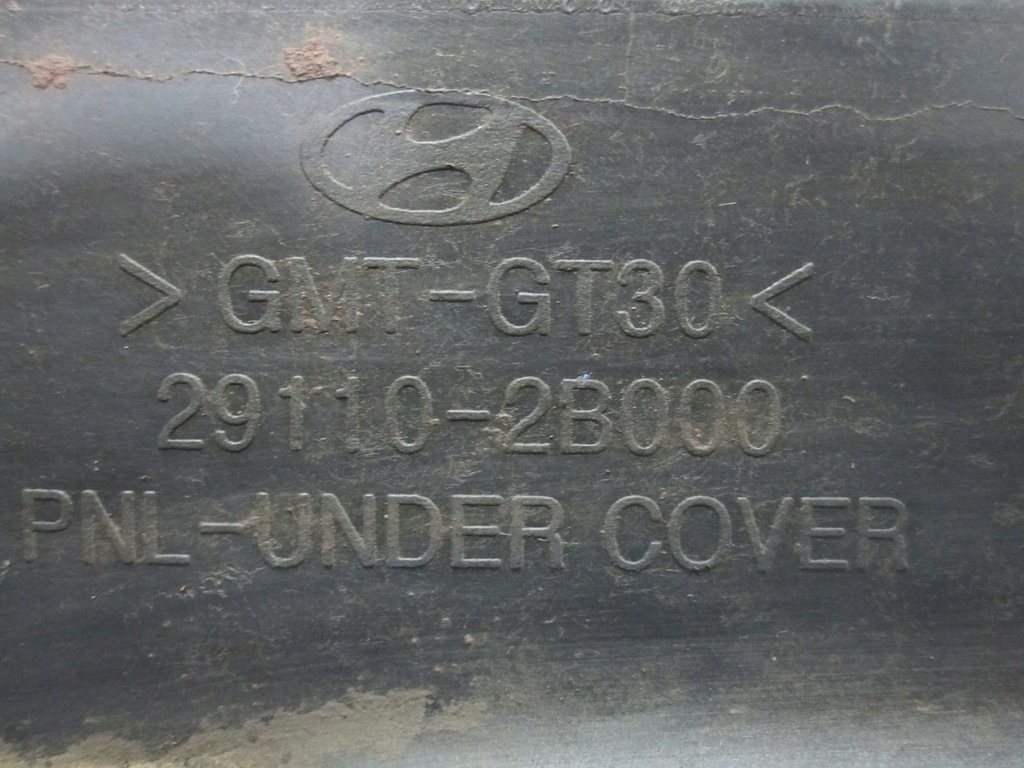 >GMT-GT30<
29110-2B000
PNL-UNDER COVER